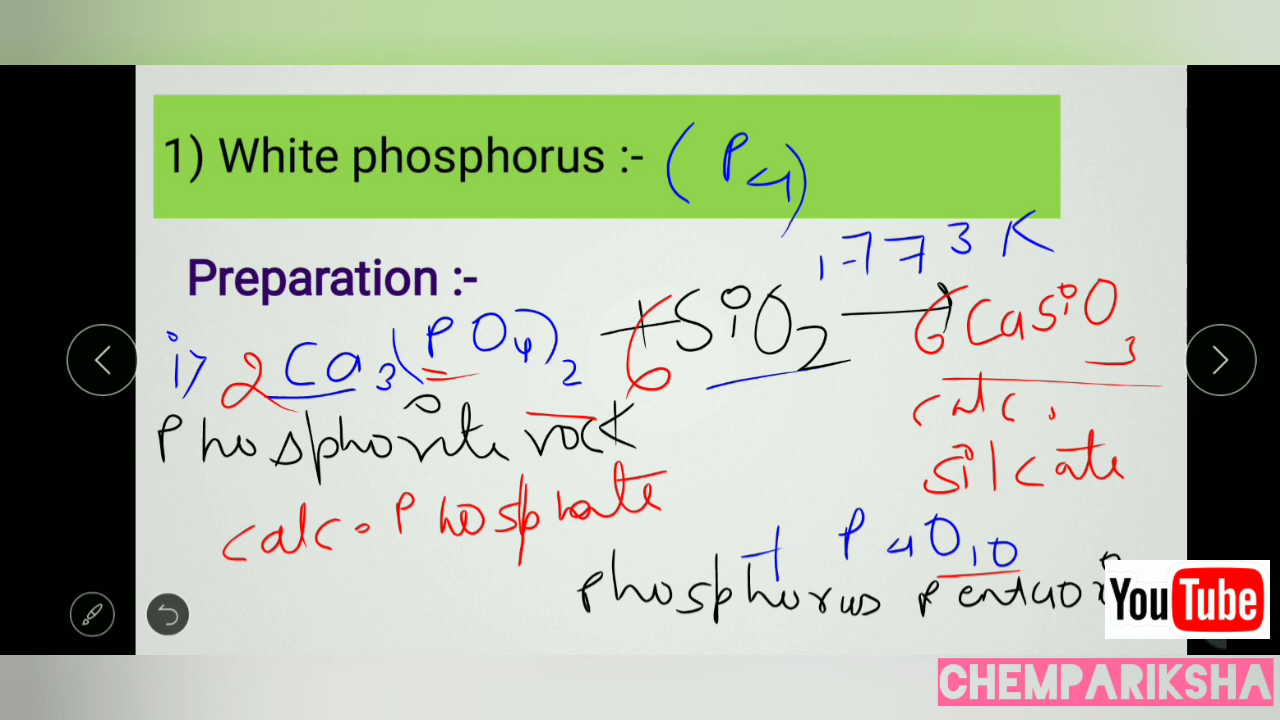 1) White phosphorus :- (P4)
Preparation :-
1773 K
i> 2Ca3(PO4)2 + 6SiO2 → 6CaSiO3
Phosphorite rock
calc.
silcate
calc. Phosphate
+ P4O10
phosphorus
YouTube
CHEMPARIKSHA